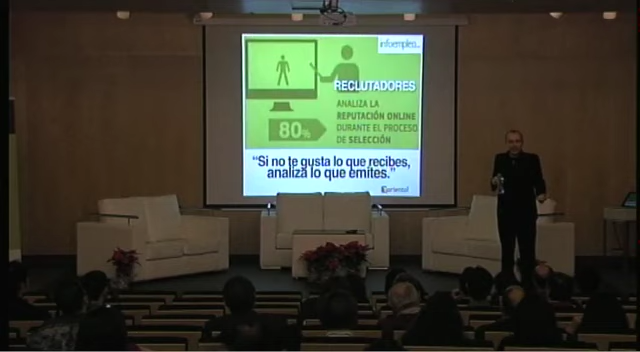 infoempleo
RECLUTADORES
ANALIZA LA
REPUTACIÓN ONLINE
DURANTE EL PROCESO
DE SELECCIÓN
80%
“Si no te gusta lo que recibes,
analiza lo que emites.”